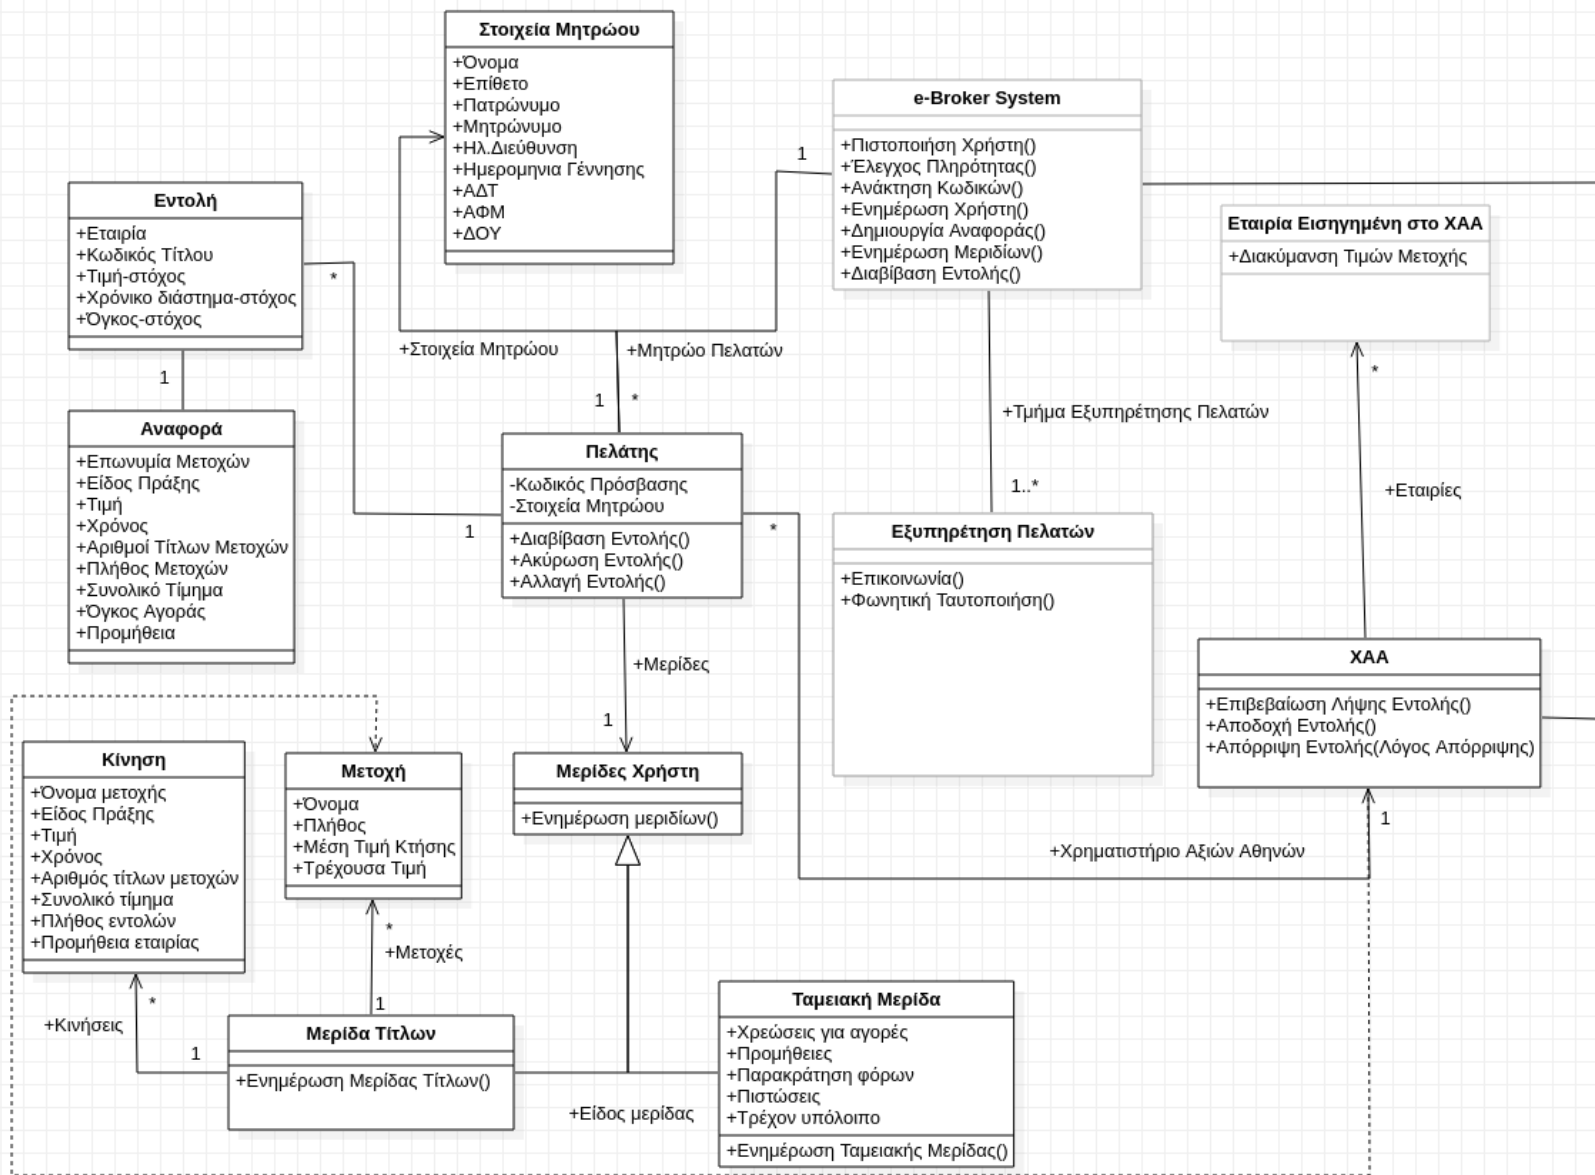 Στοιχεία Μητρώου
+Όνομα
+Επίθετο
+Πατρώνυμο
+Μητρώνυμο
+Ηλ.Διεύθυνση
+Ημερομηνια Γέννησης
+ΑΔΤ
+ΑΦΜ
+ΔΟΥ
e-Broker System
+Πιστοποιήση Χρήστη()
+Έλεγχος Πληρότητας()
+Ανάκτηση Κωδικών()
+Ενημέρωση Χρήστη()
+Δημιουργία Αναφοράς()
+Ενημέρωση Μεριδίων()
+Διαβίβαση Εντολής()
1
Εντολή
+Εταιρία
+Κωδικός Τίτλου
+Τιμή-στόχος
+Χρόνικο διάστημα-στόχος
+Όγκος-στόχος
*
1
Εταιρία Εισηγημένη στο ΧΑΑ
+Διακύμανση Τιμών Μετοχής
*
+Στοιχεία Μητρώου
+Μητρώο Πελατών
1
*
+Τμήμα Εξυπηρέτησης Πελατών
1..*
+Εταιρίες
Αναφορά
+Επωνυμία Μετοχών
+Είδος Πράξης
+Τιμή
+Χρόνος
+Αριθμοί Τίτλων Μετοχών
+Πλήθος Μετοχών
+Συνολικό Τίμημα
+Όγκος Αγοράς
+Προμήθεια
Πελάτης
-Κωδικός Πρόσβασης
-Στοιχεία Μητρώου
+Διαβίβαση Εντολής()
+Ακύρωση Εντολής()
+Αλλαγή Εντολής()
1
*
Εξυπηρέτηση Πελατών
+Επικοινωνία()
+Φωνητική Ταυτοποιήση()
ΧΑΑ
+Επιβεβαίωση Λήψης Εντολής()
+Αποδοχή Εντολής()
+Απόρριψη Εντολής(Λόγος Απόρριψης)
1
+Χρηματιστήριο Αξιών Αθηνών
+Μερίδες
1
Κίνηση
+Όνομα μετοχής
+Είδος Πράξης
+Τιμή
+Χρόνος
+Αριθμός τίτλων μετοχών
+Συνολικό τίμημα
+Πλήθος εντολών
+Προμήθεια εταιρίας
Μετοχή
+Όνομα
+Πλήθος
+Μέση Τιμή Κτήσης
+Τρέχουσα Τιμή
Μερίδες Χρήστη
+Ενημέρωση μεριδίων()
*
+Μετοχές
1
*
+Κινήσεις
1
Μερίδα Τίτλων
+Ενημέρωση Μερίδας Τίτλων()
+Είδος μερίδας
Ταμειακή Μερίδα
+Χρεώσεις για αγορές
+Προμήθειες
+Παρακράτηση φόρων
+Πιστώσεις
+Τρέχον υπόλοιπο
+Ενημέρωση Ταμειακής Μερίδας()